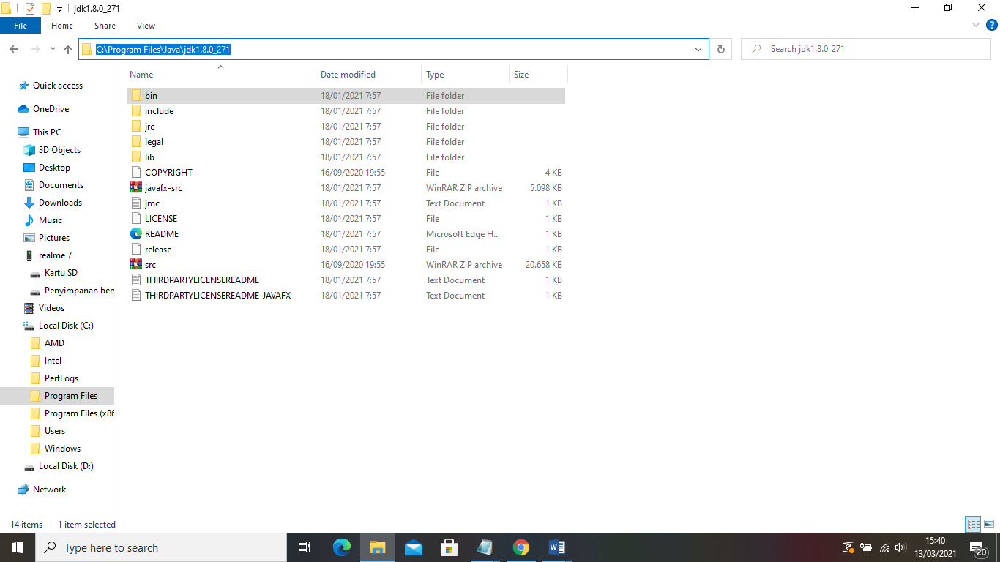 jdk1.8.0_271
File Home Share View
C:\Program Files\Java\jdk1.8.0_271
Search jdk1.8.0_271
Name Date modified Type Size
Quick access
OneDrive
This PC
3D Objects
Desktop
Documents
Downloads
Music
Pictures
realme 7
Kartu SD
Penyimpanan bers
Videos
Local Disk (C:)
AMD
Intel
PerfLogs
Program Files
Program Files (x86
Users
Windows
Local Disk (D:)
Network
bin 18/01/2021 7:57 File folder
include 18/01/2021 7:57 File folder
jre 18/01/2021 7:57 File folder
legal 18/01/2021 7:57 File folder
lib 18/01/2021 7:57 File folder
COPYRIGHT 16/09/2020 19:55 File 4 KB
javafx-src 18/01/2021 7:57 WinRAR ZIP archive 5.098 KB
jmc 18/01/2021 7:57 Text Document 1 KB
LICENSE 18/01/2021 7:57 File 1 KB
README 18/01/2021 7:57 Microsoft Edge H... 1 KB
release 18/01/2021 7:57 File 1 KB
src 16/09/2020 19:55 WinRAR ZIP archive 20.658 KB
THIRDPARTYLICENSEREADME 18/01/2021 7:57 Text Document 1 KB
THIRDPARTYLICENSEREADME-JAVAFX 18/01/2021 7:57 Text Document 1 KB
14 items 1 item selected
Type here to search
15:40
13/03/2021
20